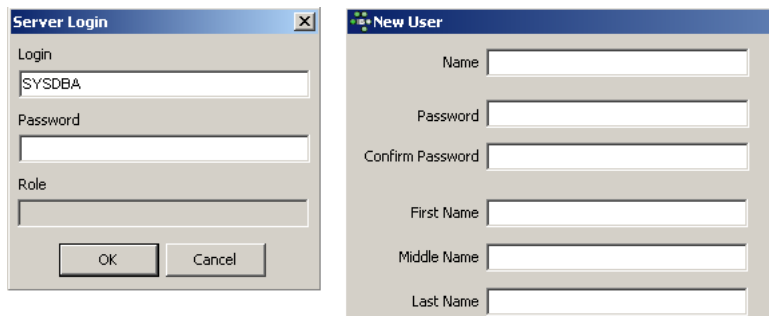 Server Login
Login
SYSDBA
Password
Role
OK
Cancel
New User
Name
Password
Confirm Password
First Name
Middle Name
Last Name